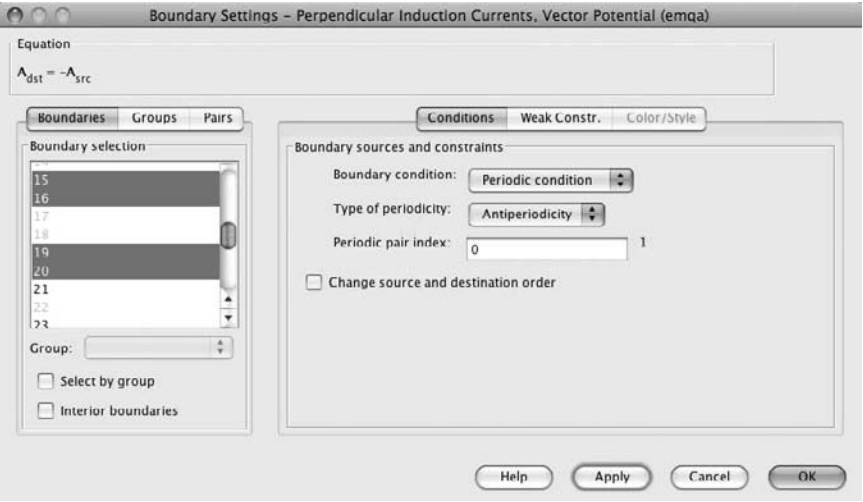 Boundary Settings – Perpendicular Induction Currents, Vector Potential (emqa)
Equation
A_dst = -A_src
Boundaries Groups Pairs
Conditions Weak Constr. Color/Style
Boundary selection
Boundary sources and constraints
15
16
17
18
19
20
21
22
23
Boundary condition: Periodic condition
Type of periodicity: Antiperiodicity
Periodic pair index: 0 1
Change source and destination order
Group:
Select by group
Interior boundaries
Help Apply Cancel OK